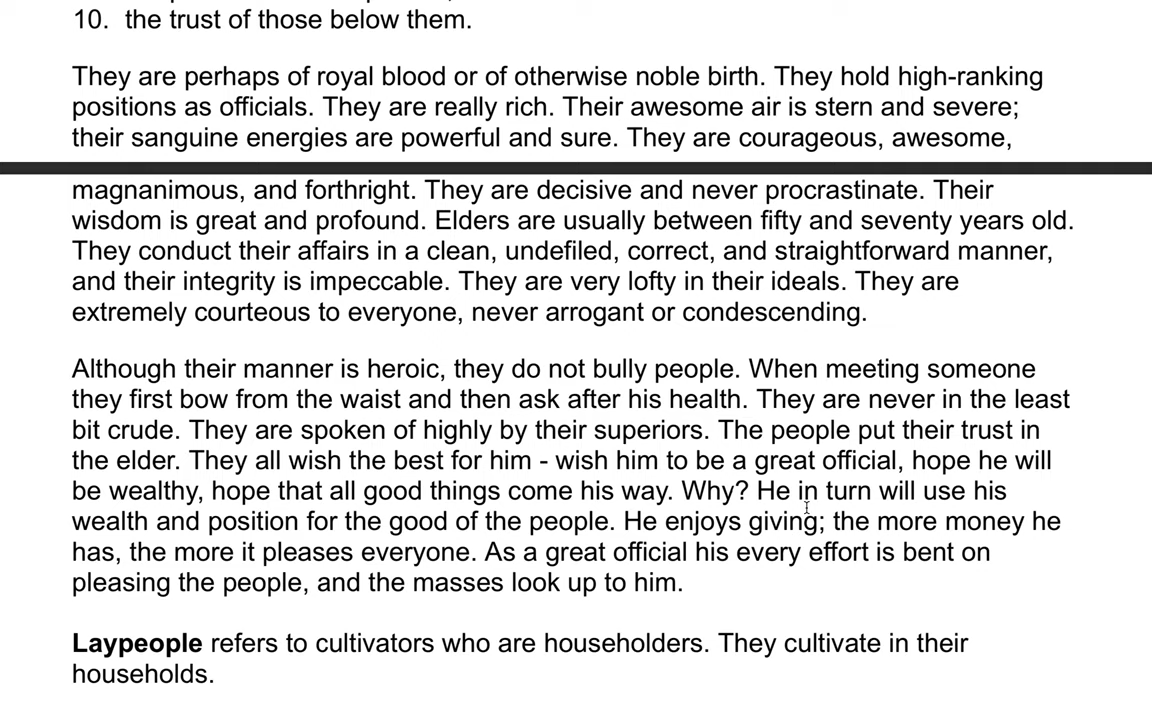 10. the trust of those below them.
They are perhaps of royal blood or of otherwise noble birth. They hold high-ranking
positions as officials. They are really rich. Their awesome air is stern and severe;
their sanguine energies are powerful and sure. They are courageous, awesome,
magnanimous, and forthright. They are decisive and never procrastinate. Their
wisdom is great and profound. Elders are usually between fifty and seventy years old.
They conduct their affairs in a clean, undefiled, correct, and straightforward manner,
and their integrity is impeccable. They are very lofty in their ideals. They are
extremely courteous to everyone, never arrogant or condescending.
Although their manner is heroic, they do not bully people. When meeting someone
they first bow from the waist and then ask after his health. They are never in the least
bit crude. They are spoken of highly by their superiors. The people put their trust in
the elder. They all wish the best for him - wish him to be a great official, hope he will
be wealthy, hope that all good things come his way. Why? He in turn will use his
wealth and position for the good of the people. He enjoys giving; the more money he
has, the more it pleases everyone. As a great official his every effort is bent on
pleasing the people, and the masses look up to him.
Laypeople refers to cultivators who are householders. They cultivate in their
households.